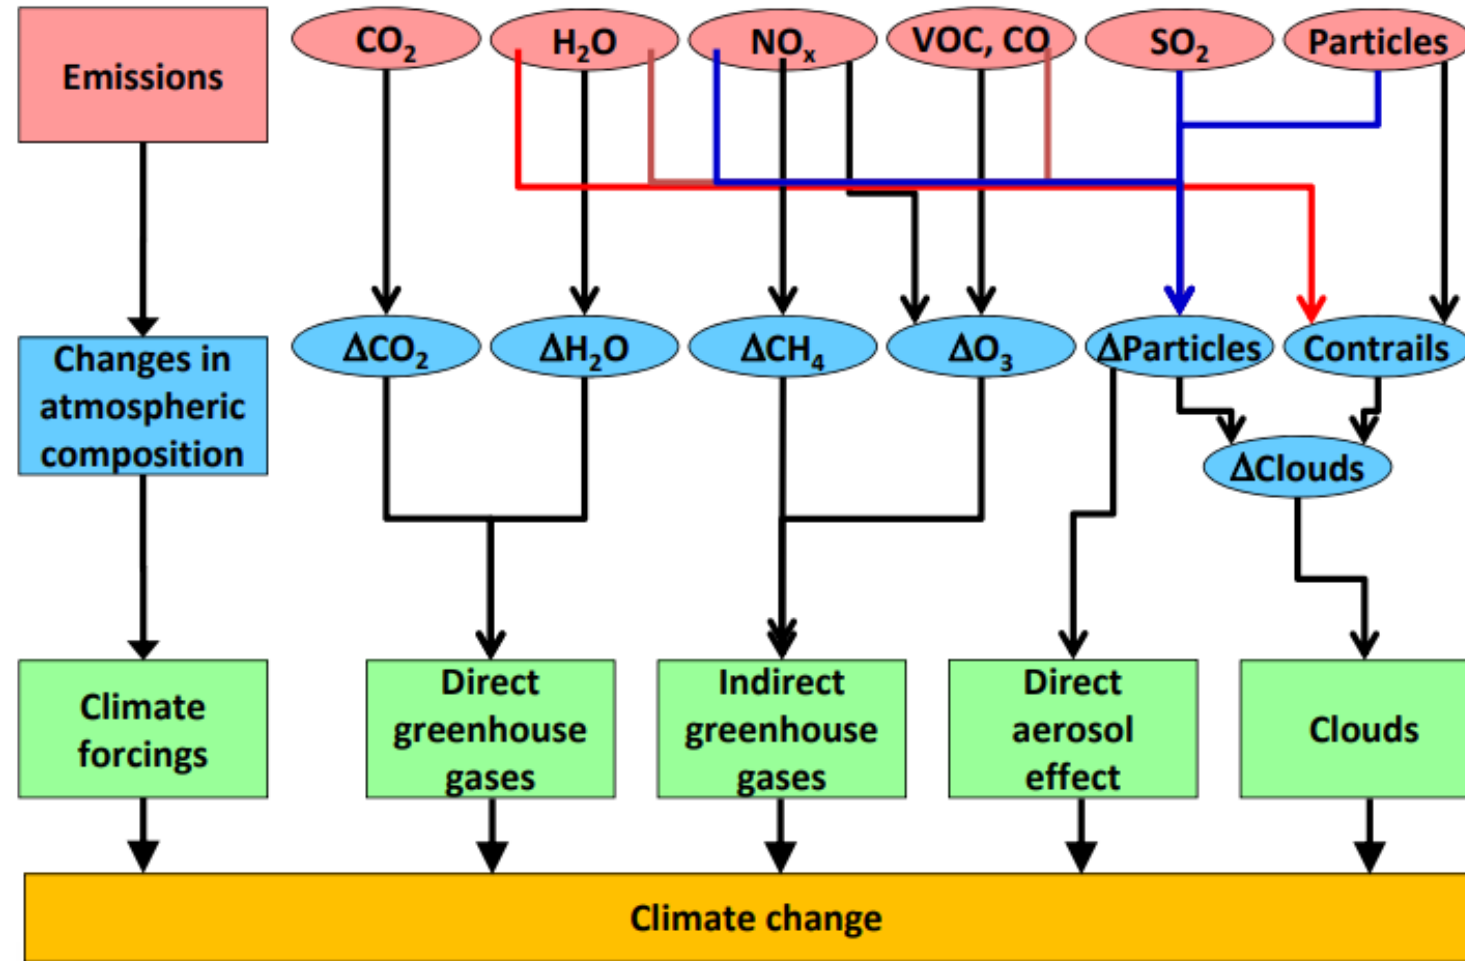 Emissions
CO₂
H₂O
NOₓ
VOC, CO
SO₂
Particles
Changes in
atmospheric
composition
ΔCO₂
ΔH₂O
ΔCH₄
ΔO₃
ΔParticles
Contrails
ΔClouds
Climate
forcings
Direct
greenhouse
gases
Indirect
greenhouse
gases
Direct
aerosol
effect
Clouds
Climate change